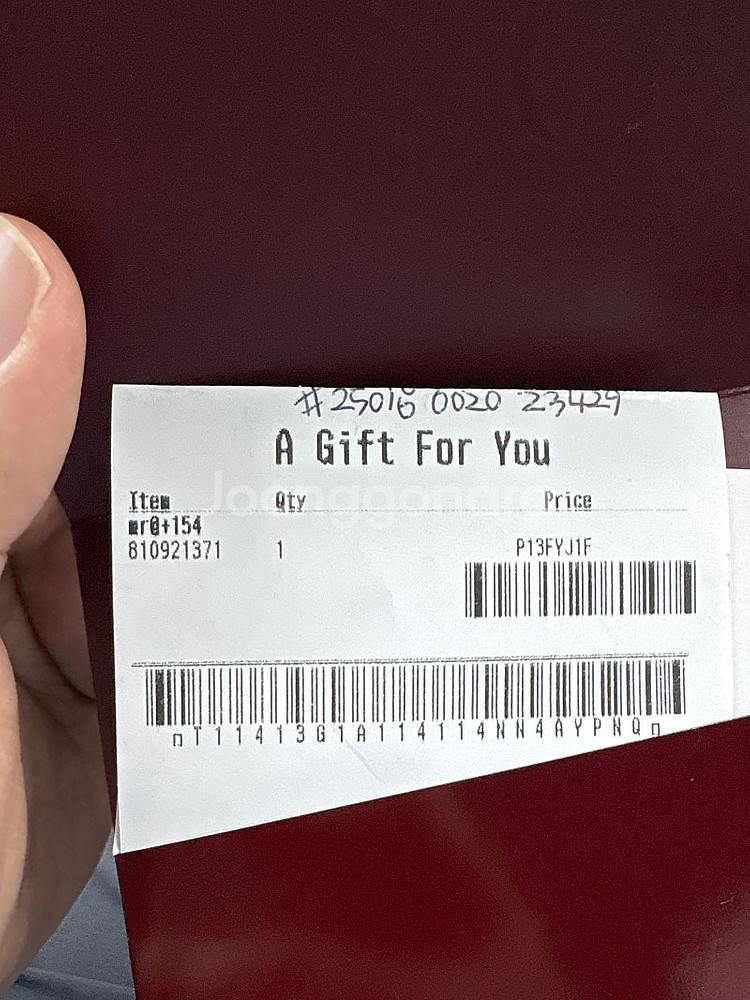 #25016 0020 23429
A Gift For You
Item Qty Price
mr@+154
810921371 1 P13FYJ1F
T11413G1A114114NN4AYPNQ